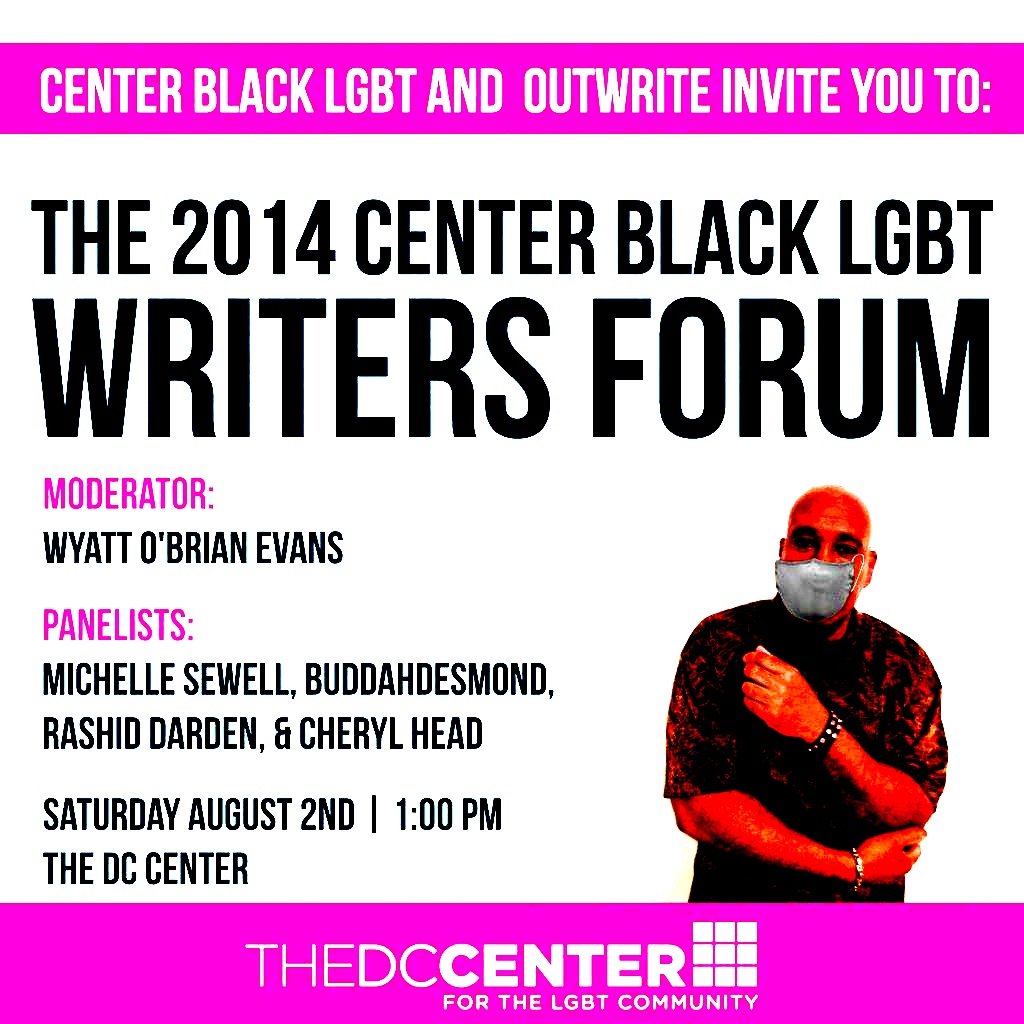 CENTER BLACK LGBT AND OUTWRITE INVITE YOU TO:
THE 2014 CENTER BLACK LGBT
WRITERS FORUM
MODERATOR:
WYATT O'BRIAN EVANS
PANELISTS:
MICHELLE SEWELL, BUDDAHDESMOND,
RASHID DARDEN, & CHERYL HEAD
SATURDAY AUGUST 2ND | 1:00 PM
THE DC CENTER
THEDCCENTER
FOR THE LGBT COMMUNITY